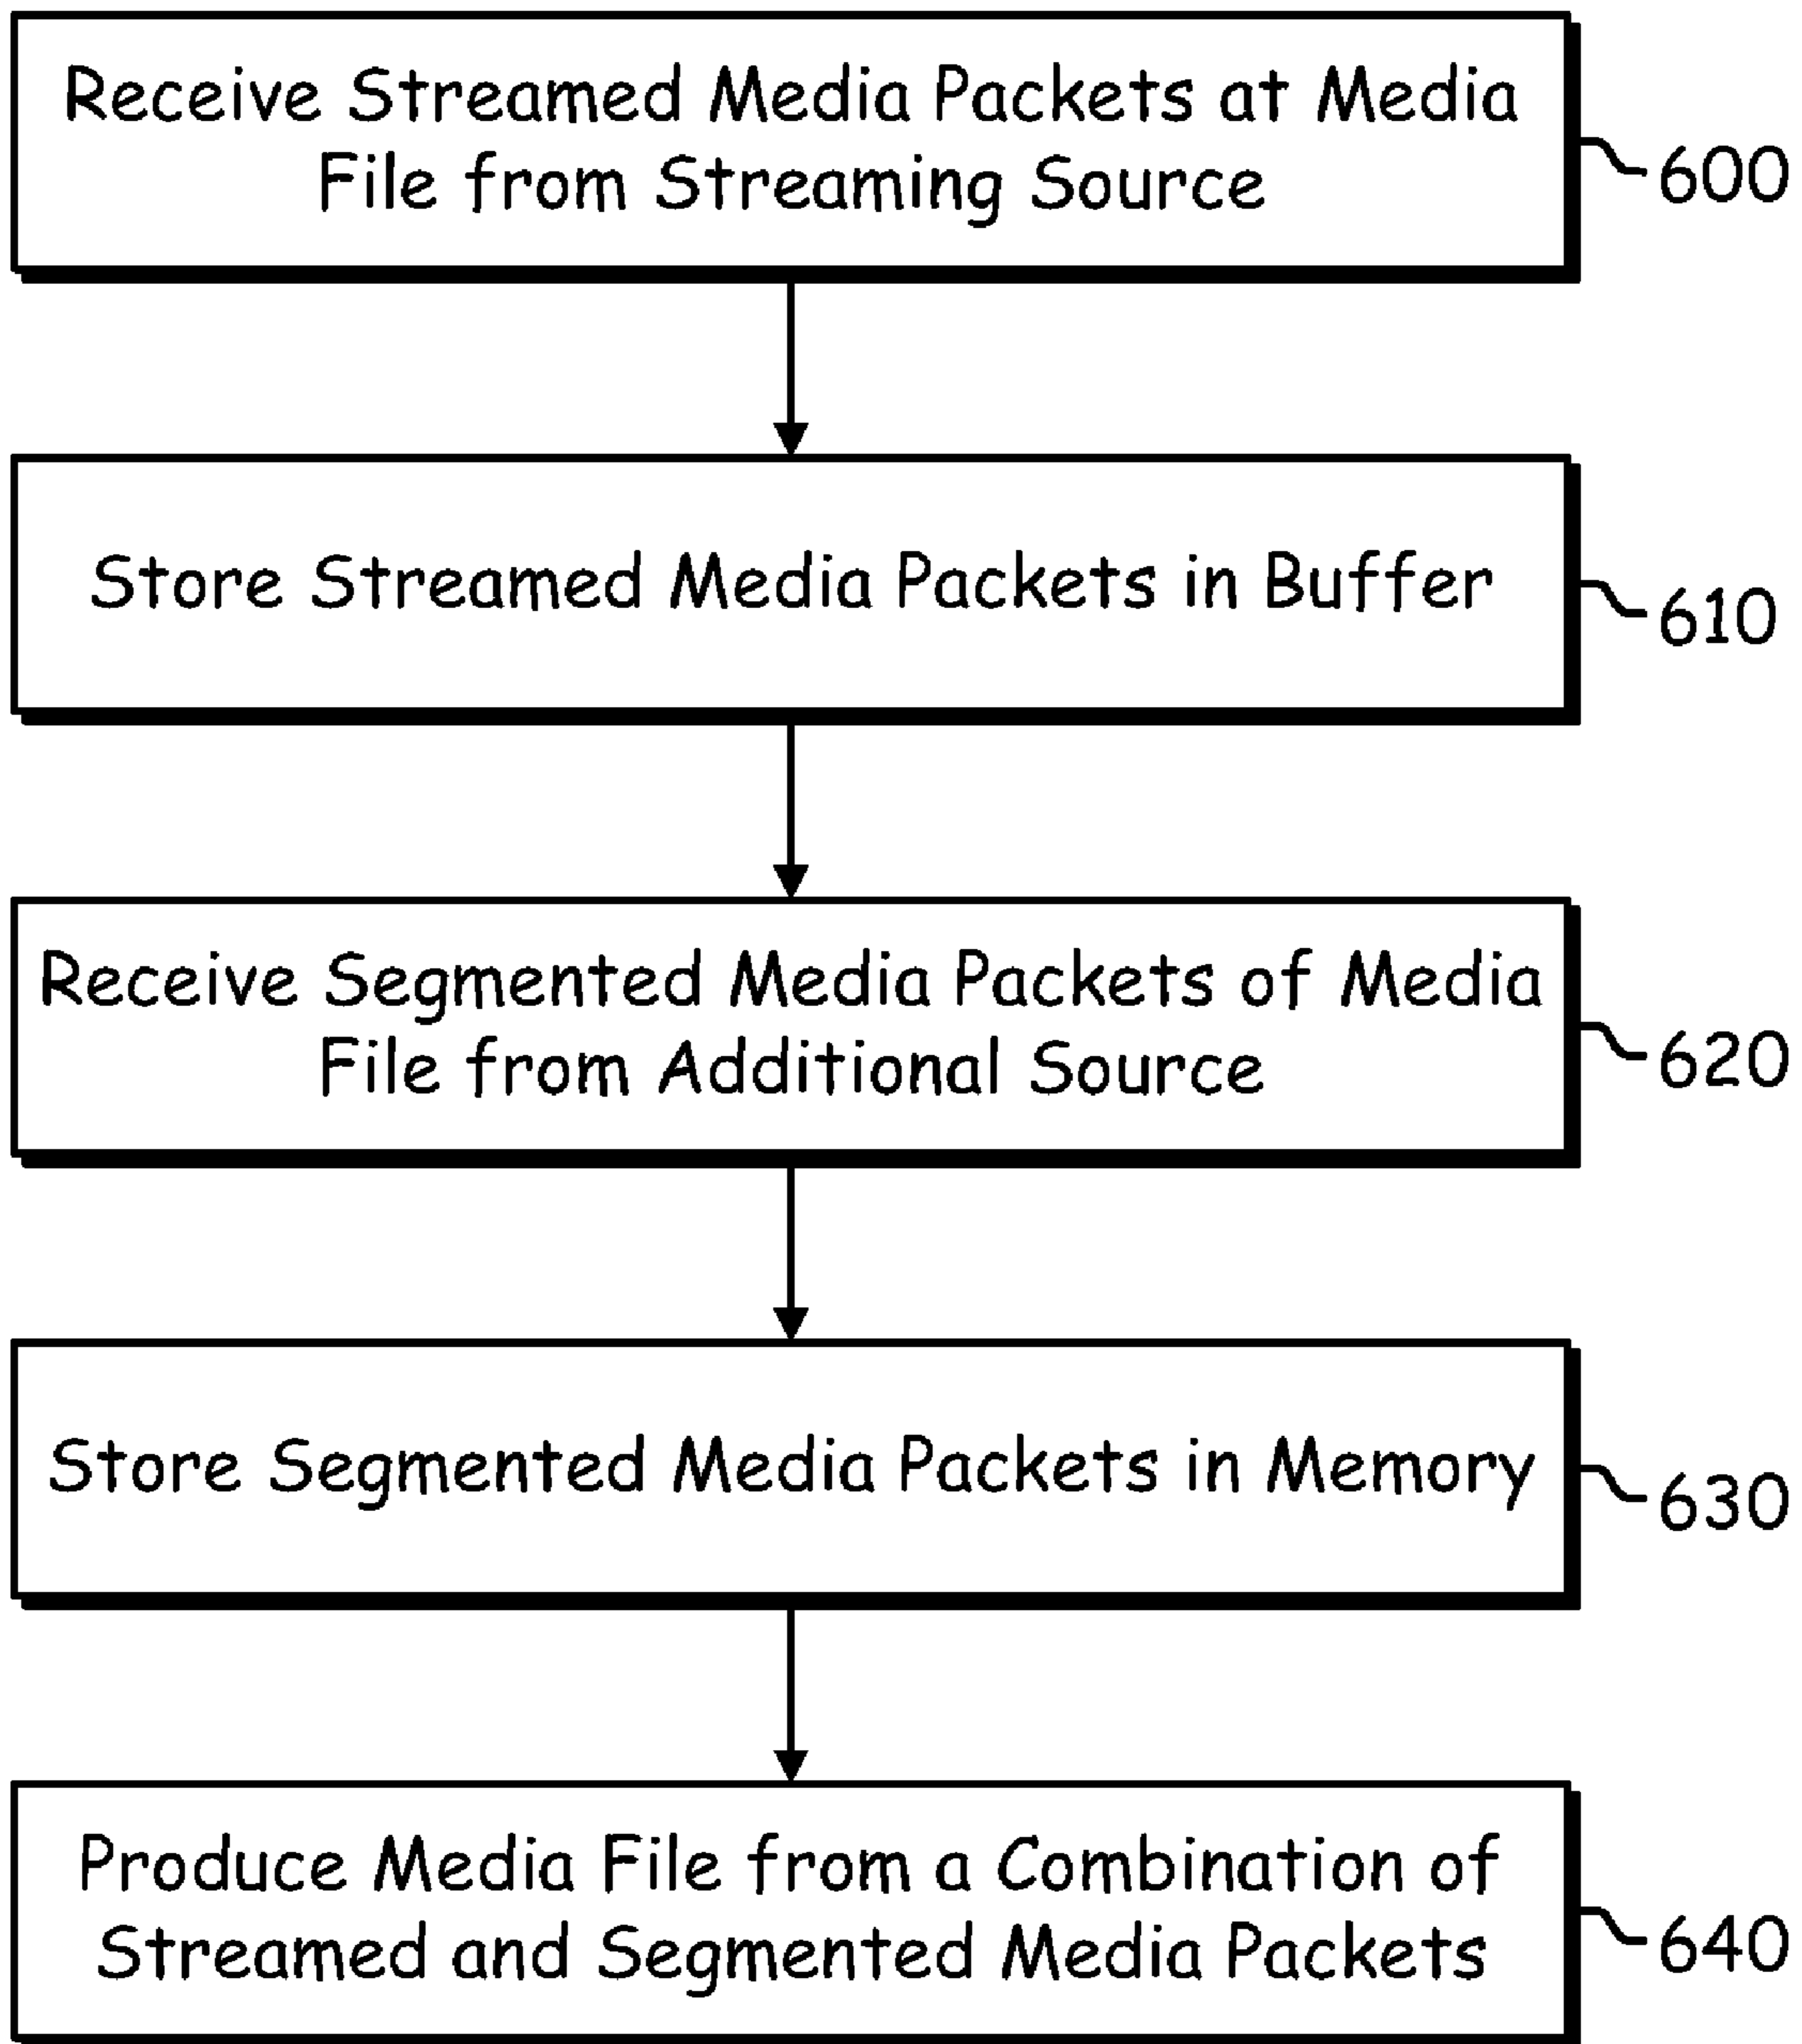 Receive Streamed Media Packets at Media
File from Streaming Source
600
Store Streamed Media Packets in Buffer
610
Receive Segmented Media Packets of Media
File from Additional Source
620
Store Segmented Media Packets in Memory
630
Produce Media File from a Combination of
Streamed and Segmented Media Packets
640